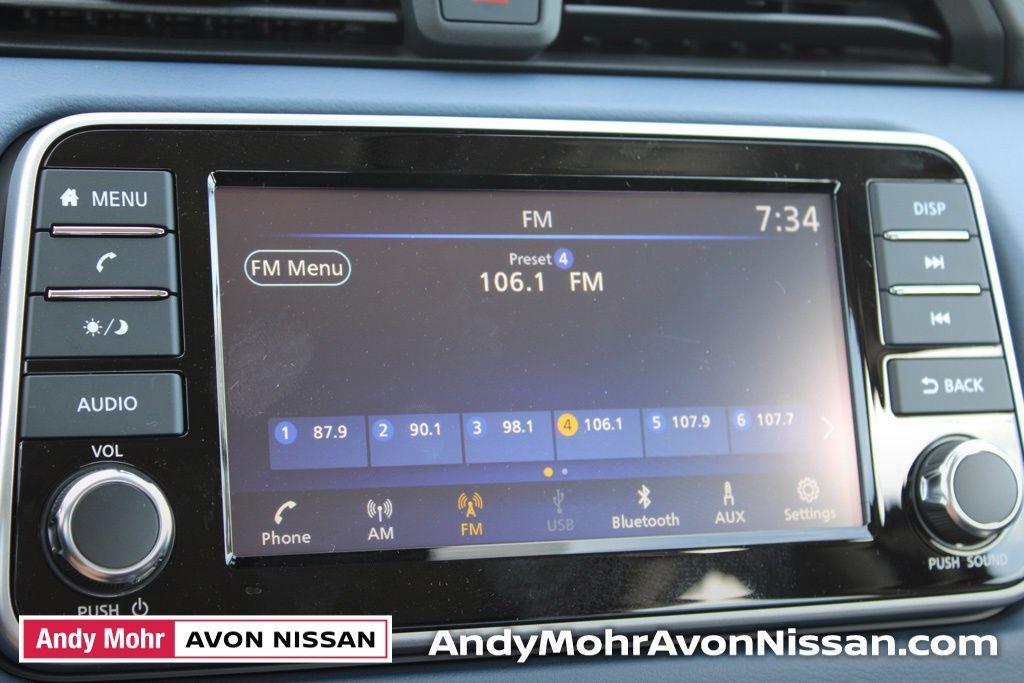 MENU
AUDIO
VOL
PUSH
FM
7:34
FM Menu
Preset 4
106.1 FM
1 87.9 2 90.1 3 98.1 4 106.1 5 107.9 6 107.7
Phone AM FM USB Bluetooth AUX Settings
DISP
BACK
PUSH SOUND
Andy Mohr AVON NISSAN
AndyMohrAvonNissan.com